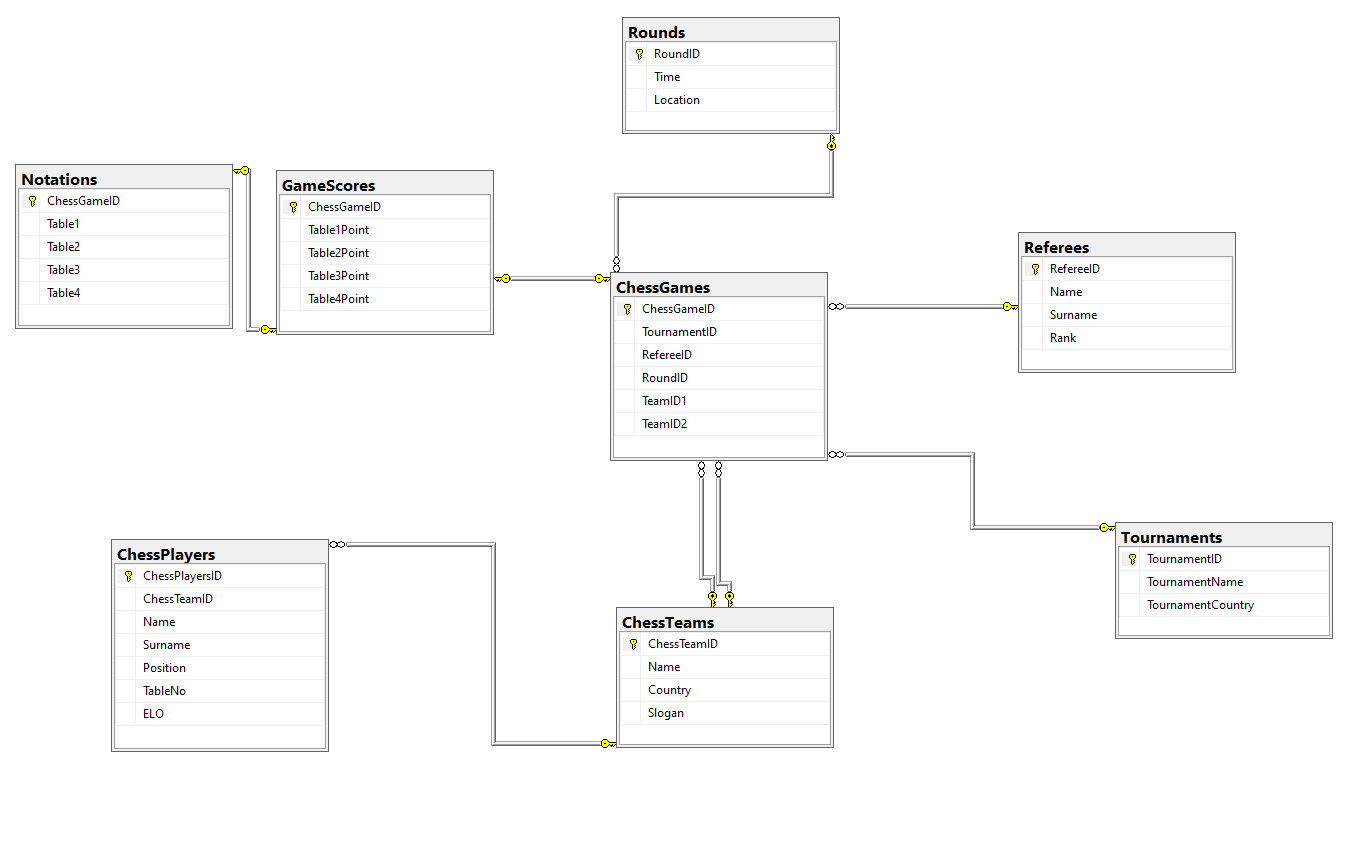 Rounds
RoundID
Time
Location
Notations
ChessGameID
Table1
Table2
Table3
Table4
GameScores
ChessGameID
Table1Point
Table2Point
Table3Point
Table4Point
Referees
RefereeID
Name
Surname
Rank
ChessGames
ChessGameID
TournamentID
RefereeID
RoundID
TeamID1
TeamID2
Tournaments
TournamentID
TournamentName
TournamentCountry
ChessPlayers
ChessPlayersID
ChessTeamID
Name
Surname
Position
TableNo
ELO
ChessTeams
ChessTeamID
Name
Country
Slogan